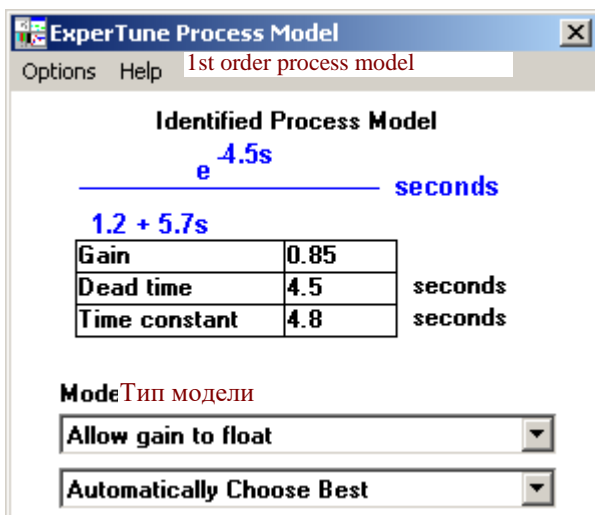 ExperTune Process Model
Options Help 1st order process model
Identified Process Model
e -4.5s
seconds
1.2 + 5.7s
Gain 0.85
Dead time 4.5 seconds
Time constant 4.8 seconds
Mode Тип модели
Allow gain to float
Automatically Choose Best